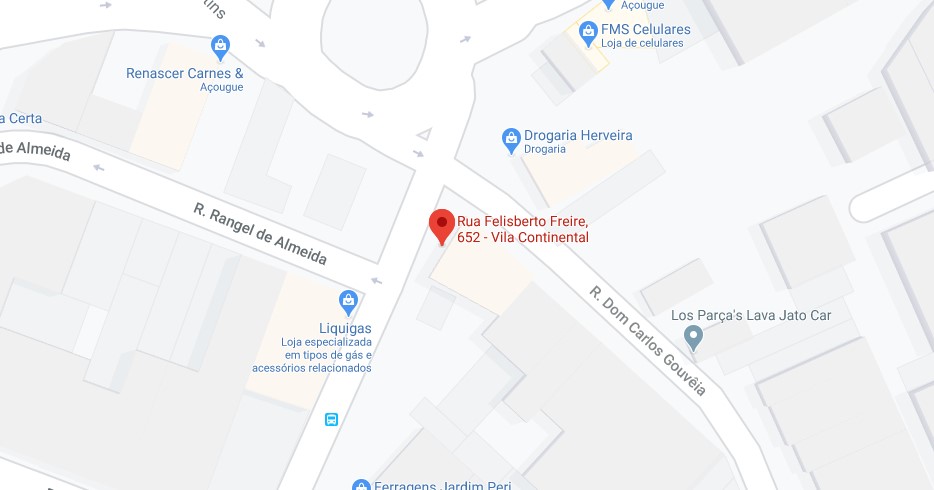 tins
Açougue
FMS Celulares
Loja de celulares
Renascer Carnes &
Açougue
a Certa
Drogaria Herveira
Drogaria
de Almeida
R. Rangel de Almeida
Rua Felisberto Freire,
652 - Vila Continental
R. Dom Carlos Gouvêia
Los Parça's Lava Jato Car
Liquigas
Loja especializada
em tipos de gás e
acessórios relacionados
Ferragens Jardim Peri